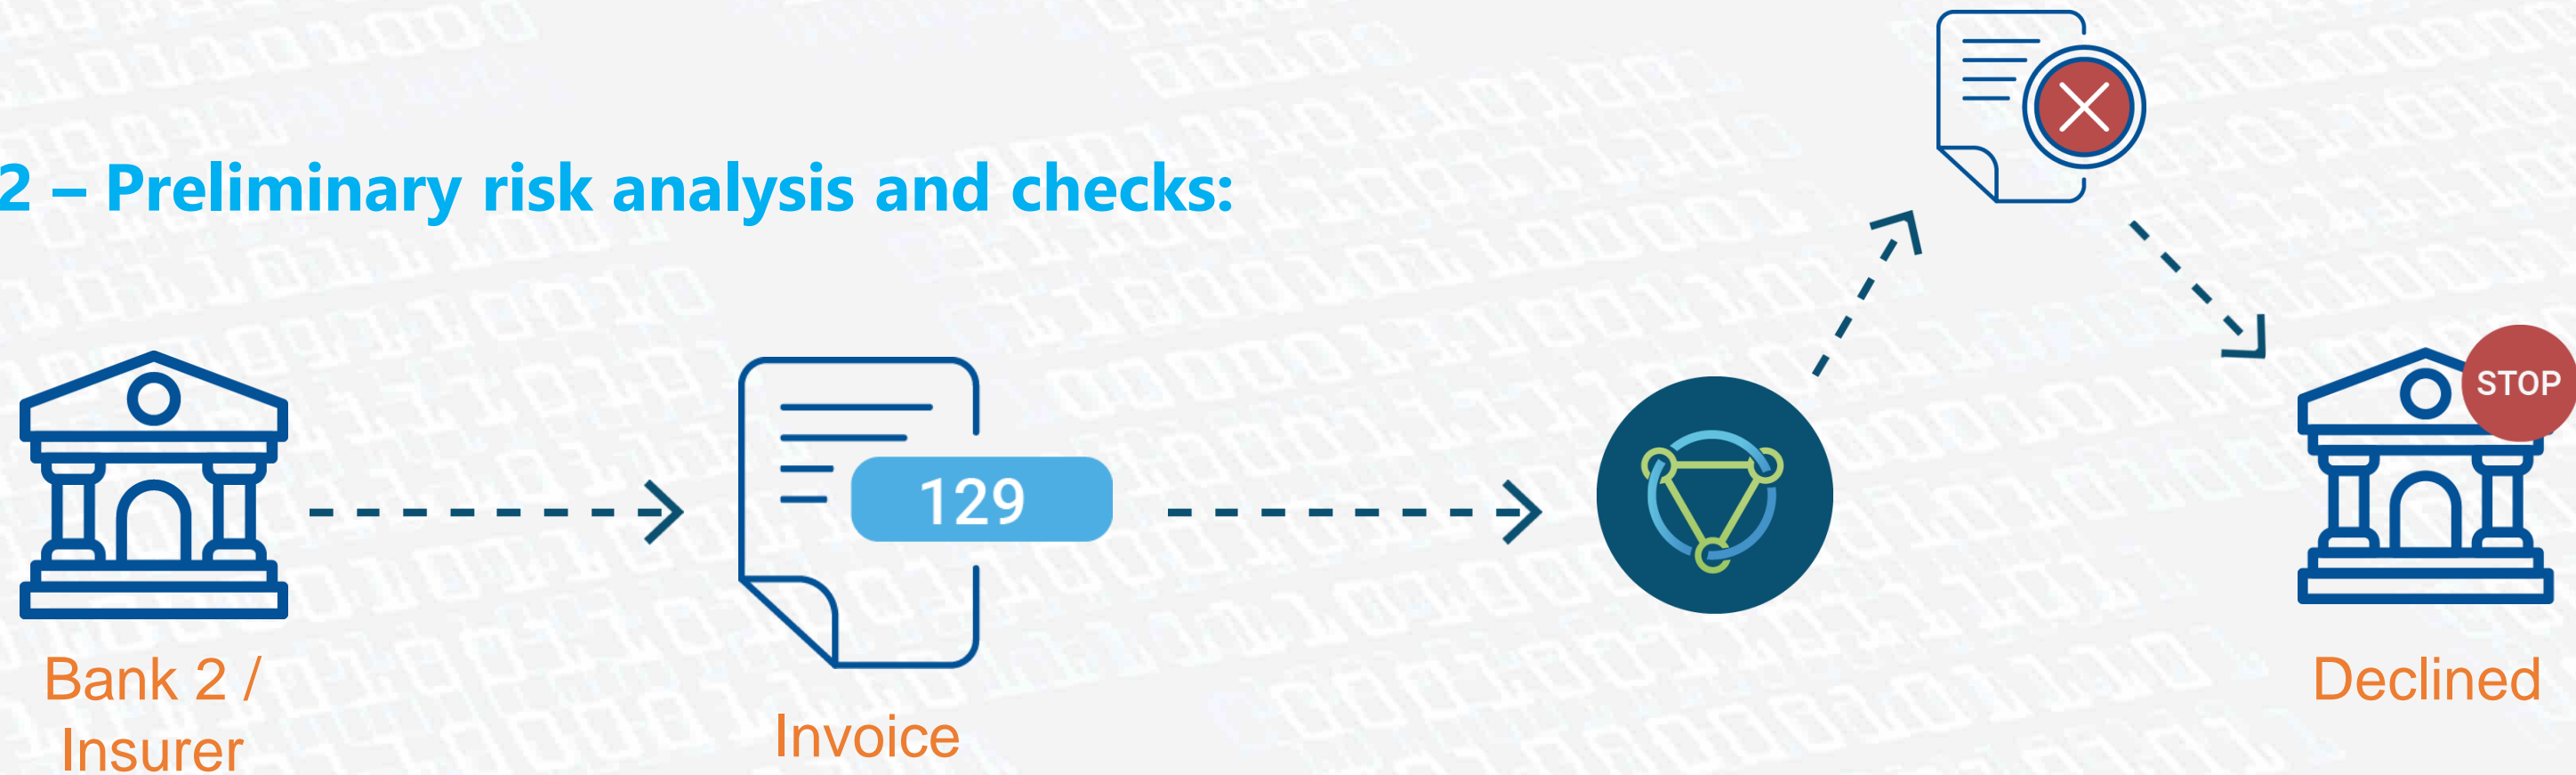 2 – Preliminary risk analysis and checks:
STOP
129
Bank 2 /
Insurer
Invoice
Declined